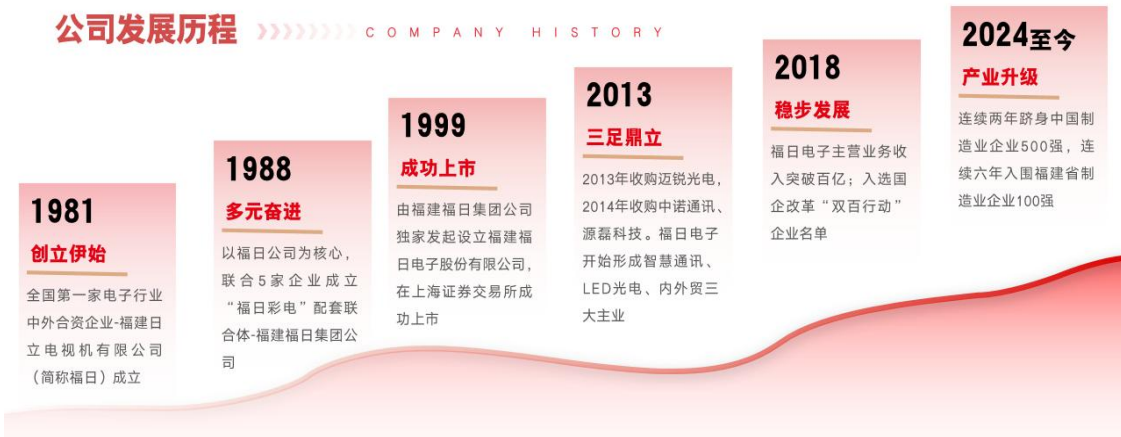 公司发展历程 COMPANY HISTORY
1981
创立伊始
全国第一家电子行业
中外合资企业-福建日
立电视机有限公司
（简称福日）成立
1988
多元奋进
以福日公司为核心，
联合5家企业成立
“福日彩电”配套联
合体-福建福日集团公
司
1999
成功上市
由福建福日集团公司
独家发起设立福建福
日电子股份有限公司，
在上海证券交易所成
功上市
2013
三足鼎立
2013年收购迈锐光电，
2014年收购中诺通讯、
源磊科技。福日电子
开始形成智慧通讯、
LED光电、内外贸三
大主业
2018
稳步发展
福日电子主营业务收
入突破百亿；入选国
企改革“双百行动”
企业名单
2024至今
产业升级
连续两年跻身中国制
造业企业500强，连
续六年入围福建省制
造业企业100强